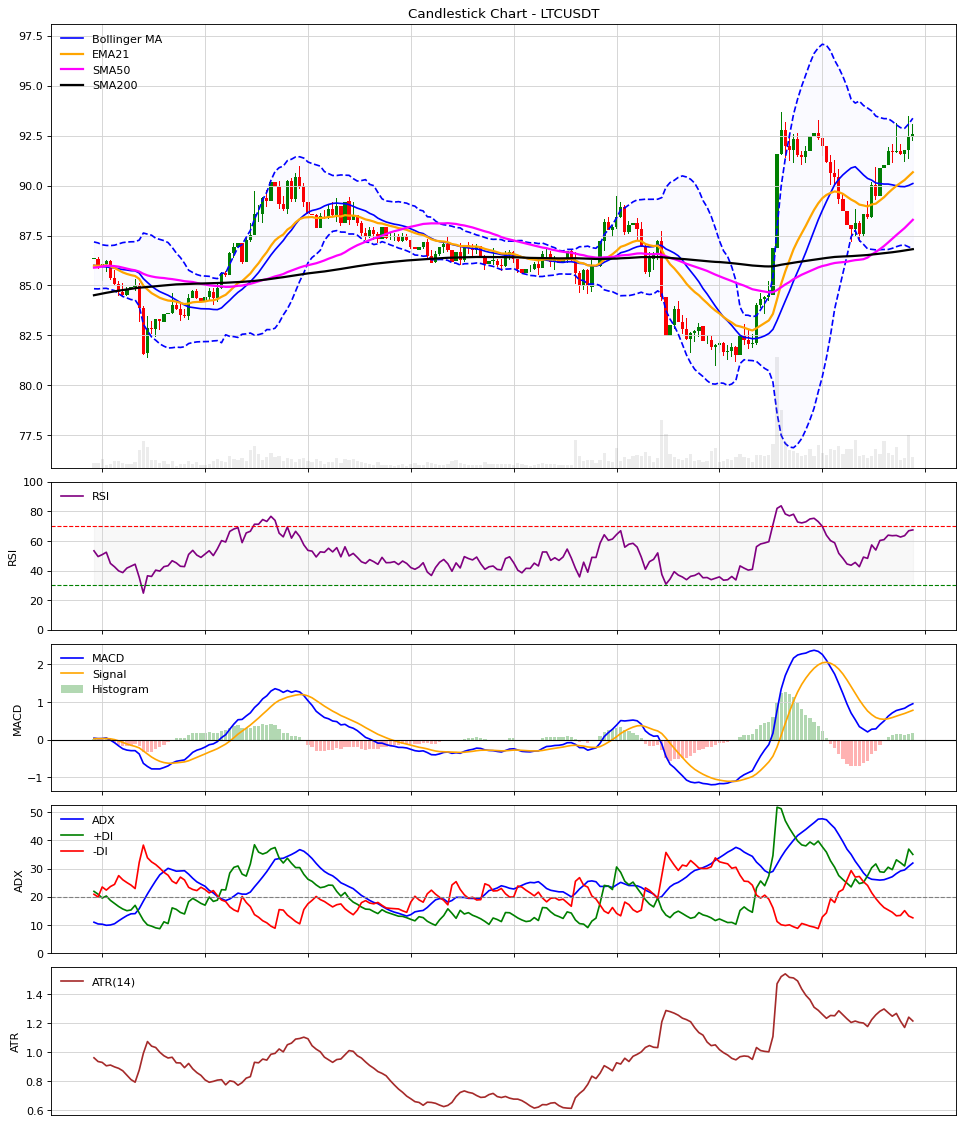 Candlestick Chart - LTCUSDT
97.5
95.0
92.5
90.0
87.5
85.0
82.5
80.0
77.5
Bollinger MA
EMA21
SMA50
SMA200
100
80
60
40
20
0
RSI
RSI
2
1
0
−1
MACD
MACD
Signal
Histogram
50
40
30
20
10
0
ADX
ADX
+DI
-DI
1.4
1.2
1.0
0.8
0.6
ATR
ATR(14)